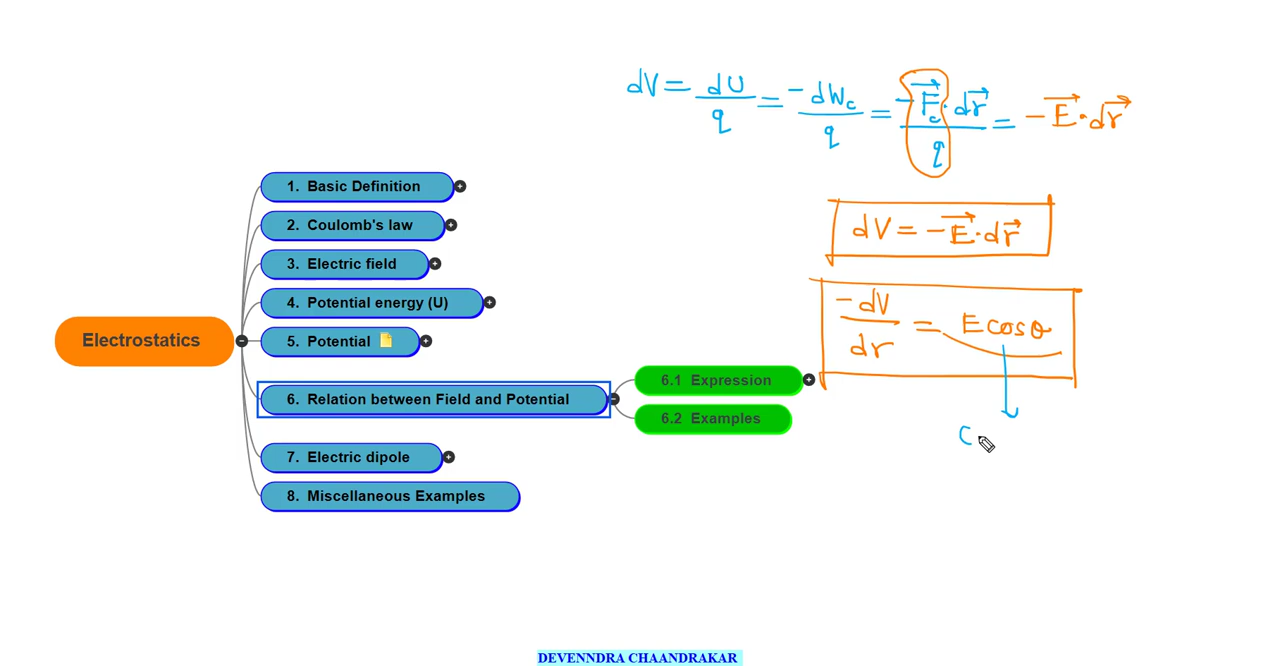 dV = dU/q = -dWc/q = -F⃗c·dr⃗/q = -E⃗·dr⃗
dV = -E⃗·dr⃗
-dV/dr = E cosθ
C
Electrostatics
1. Basic Definition
2. Coulomb's law
3. Electric field
4. Potential energy (U)
5. Potential
6. Relation between Field and Potential
6.1 Expression
6.2 Examples
7. Electric dipole
8. Miscellaneous Examples
DEVENNDRA CHAANDRAKAR